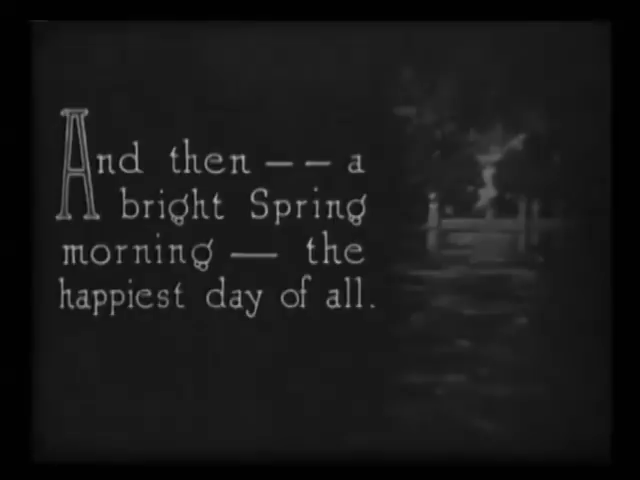 And then – – a
bright Spring
morning — the
happiest day of all.